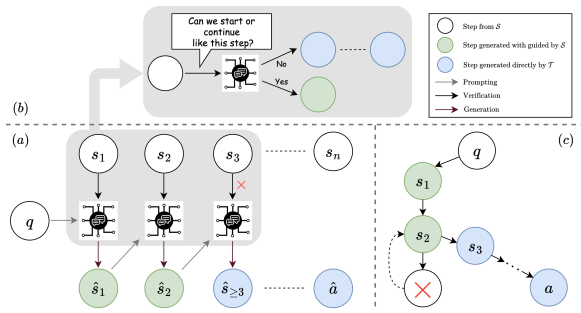 Can we start or
continue
like this step?
No
Yes
(b)
Step from S
Step generated with guided by S
Step generated directly by T
Prompting
Verification
Generation
(a)
s₁
s₂
s₃
sₙ
q
ŝ₁
ŝ₂
ŝ≥₃
â
(c)
q
s₁
s₂
s₃
a